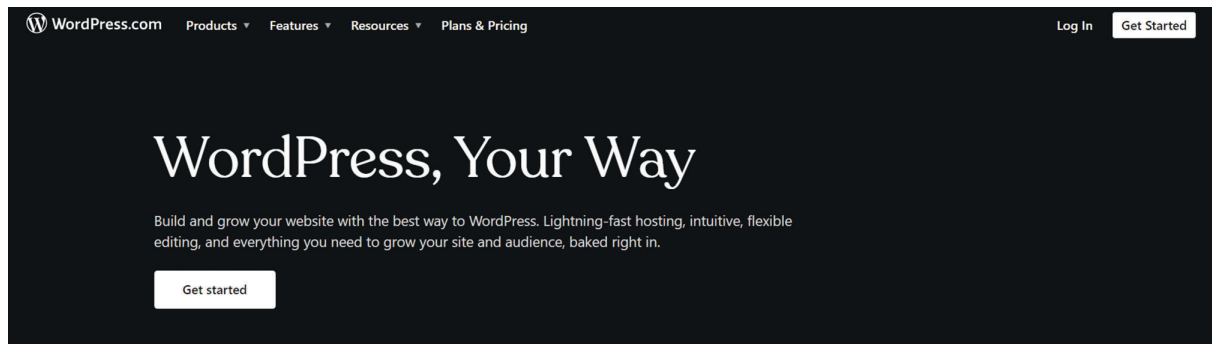 WordPress.com Products ▾ Features ▾ Resources ▾ Plans & Pricing Log In Get Started
WordPress, Your Way
Build and grow your website with the best way to WordPress. Lightning-fast hosting, intuitive, flexible
editing, and everything you need to grow your site and audience, baked right in.
Get started